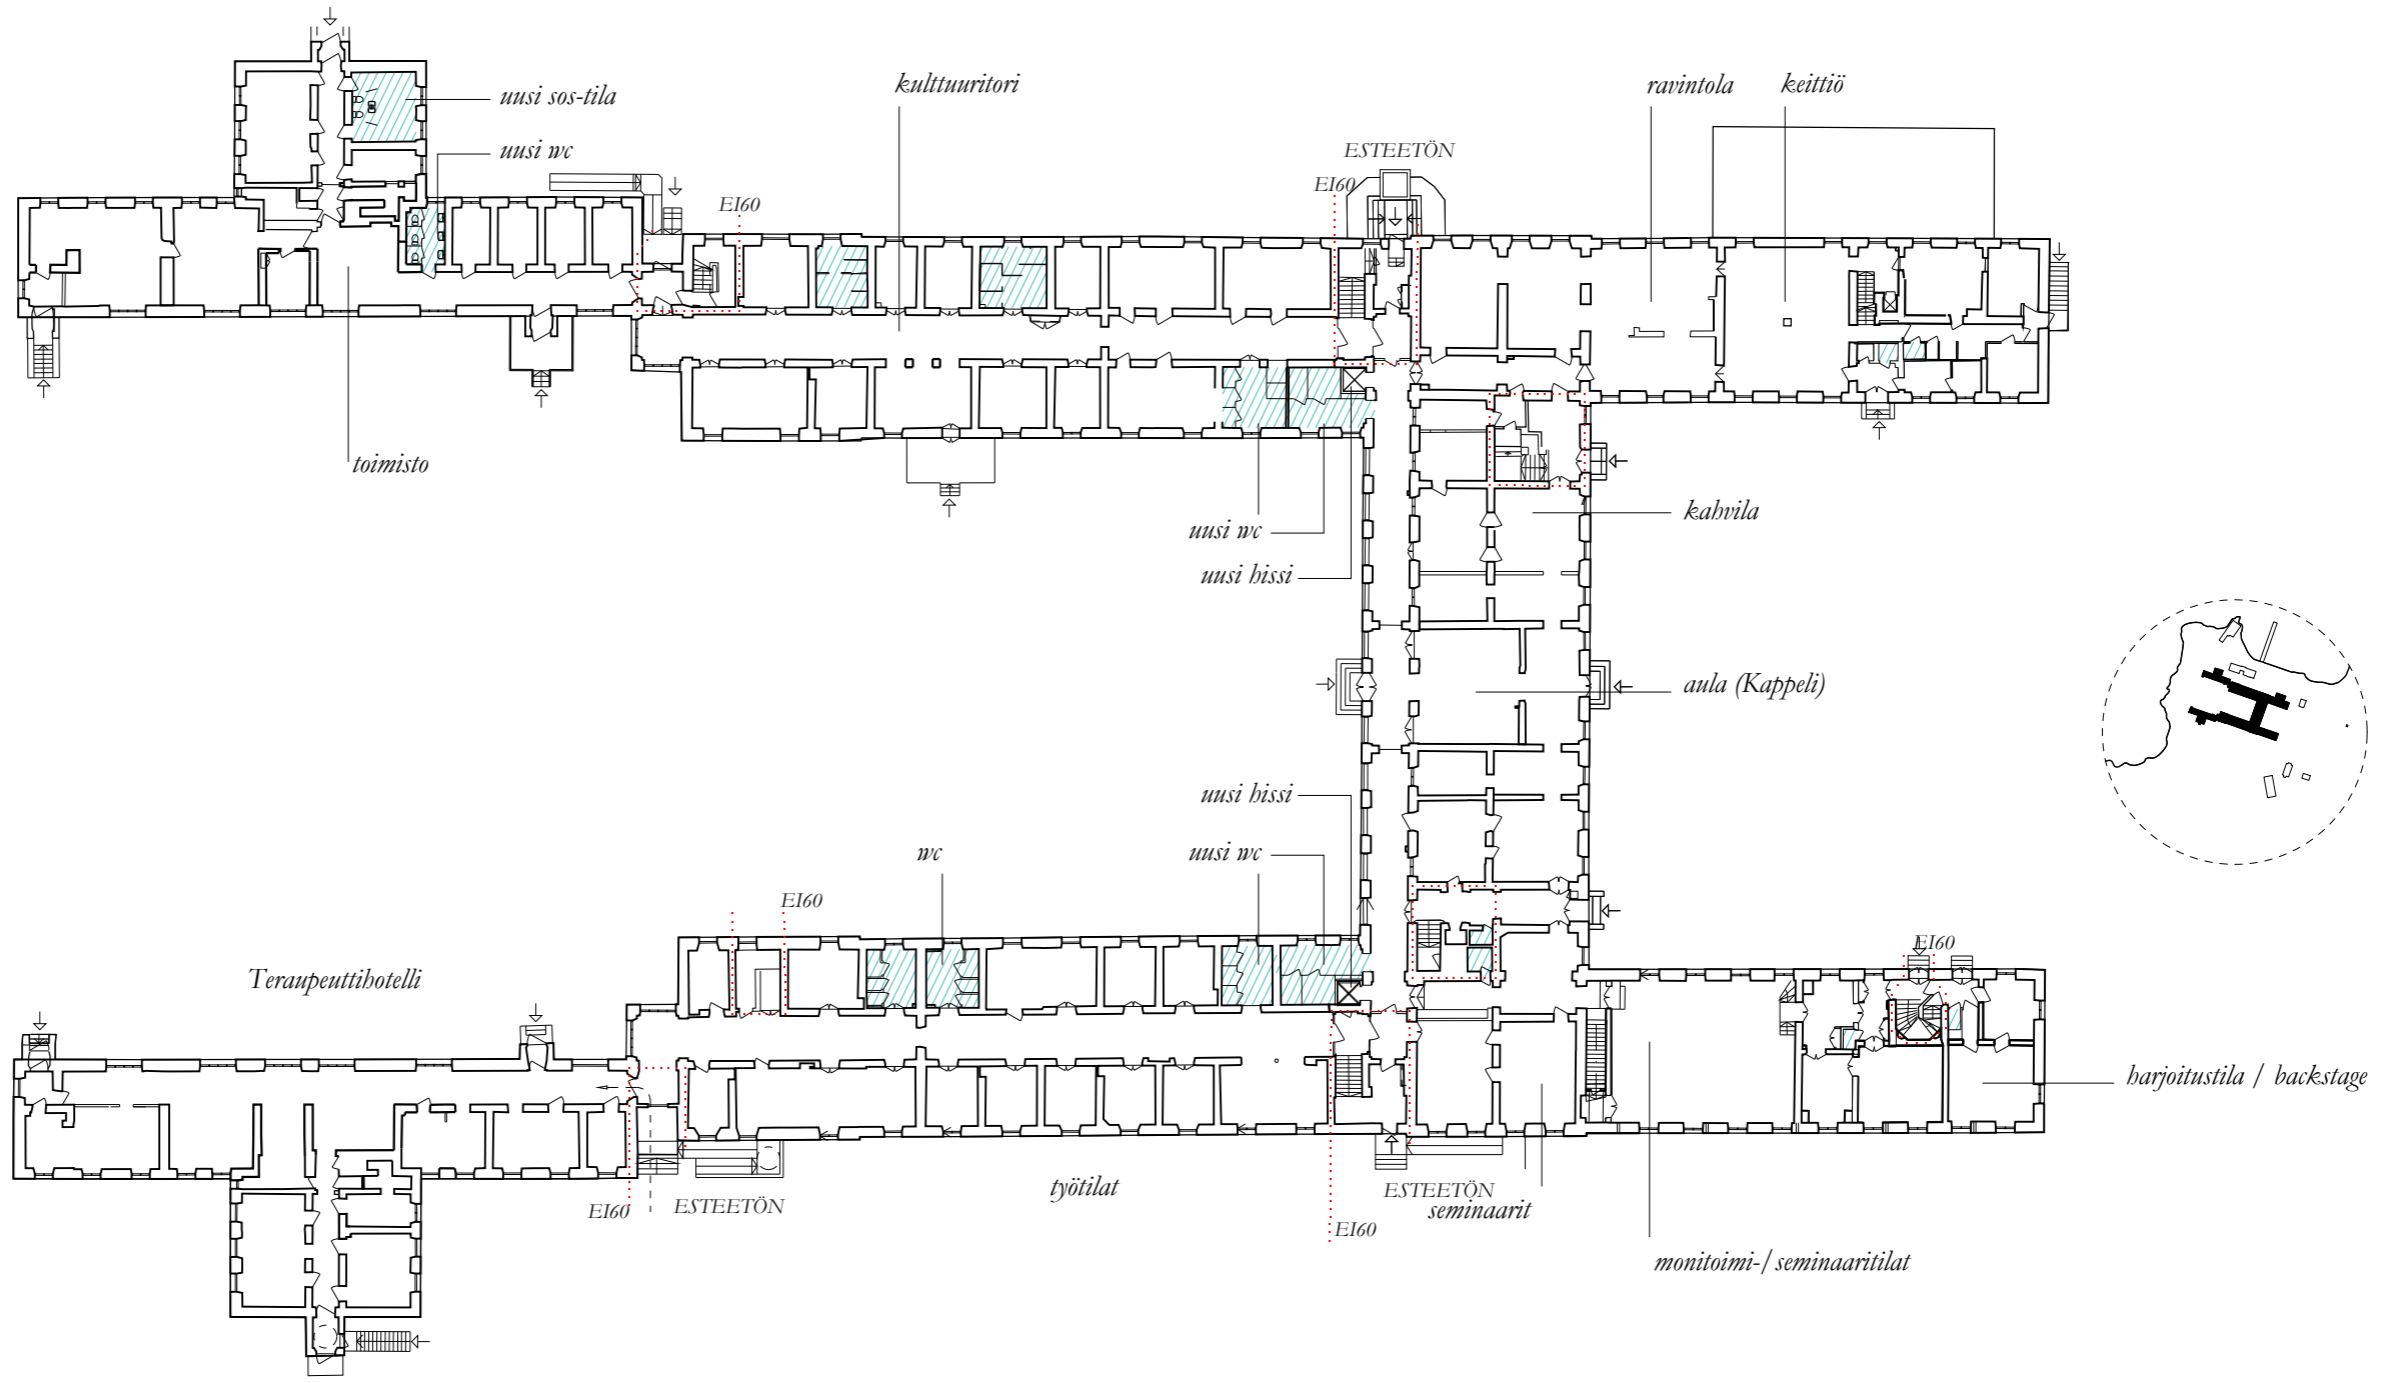 kulttuuritori
ravintola
keittiö
uusi sos-tila
uusi wc
ESTEETÖN
EI60
EI60
toimisto
uusi wc
kahvila
uusi hissi
aula (Kappeli)
uusi hissi
wc
uusi wc
EI60
EI60
Teraupeuttihotelli
harjoitustila / backstage
työtilat
ESTEETÖN
EI60
ESTEETÖN
seminaarit
EI60
monitoimi-/ seminaaritilat